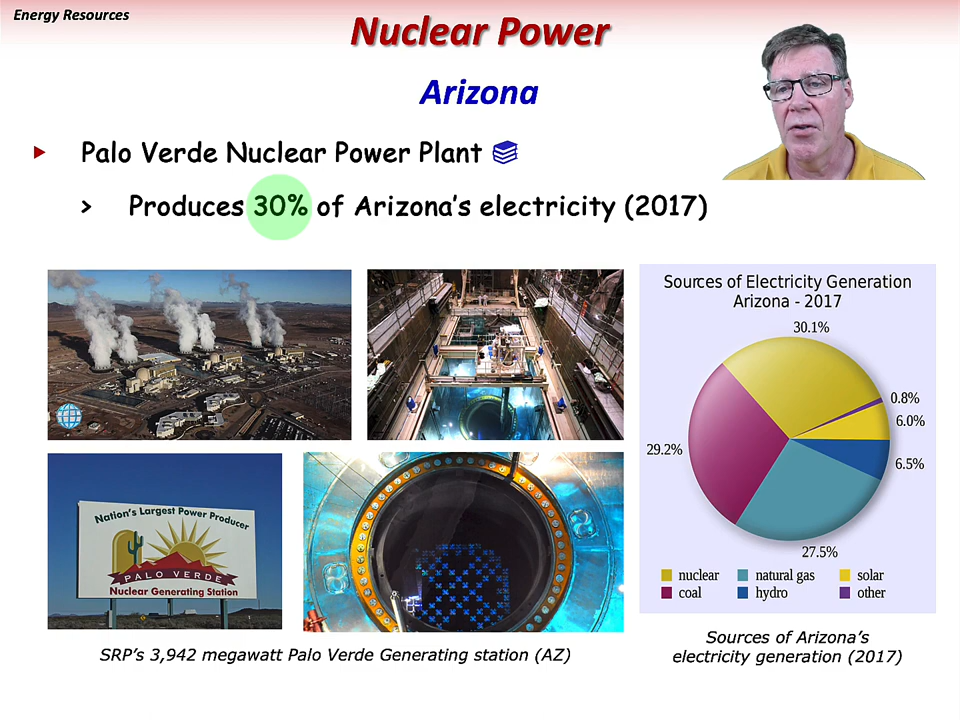 Energy Resources
Nuclear Power
Arizona
Palo Verde Nuclear Power Plant
> Produces 30% of Arizona's electricity (2017)
Nation's Largest Power Producer
PALO VERDE
Nuclear Generating Station
SRP's 3,942 megawatt Palo Verde Generating station (AZ)
Sources of Electricity Generation
Arizona - 2017
30.1%
0.8%
6.0%
29.2%
6.5%
27.5%
nuclear natural gas solar
coal hydro other
Sources of Arizona's
electricity generation (2017)